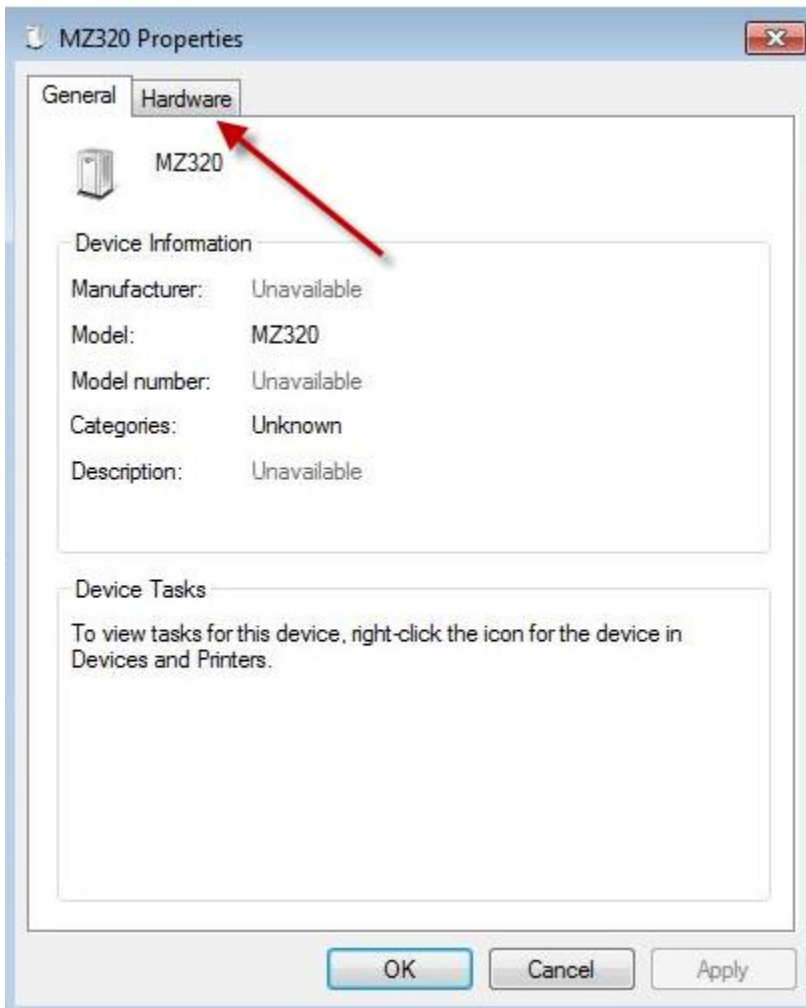 MZ320 Properties
General Hardware
MZ320
Device Information
Manufacturer: Unavailable
Model: MZ320
Model number: Unavailable
Categories: Unknown
Description: Unavailable
Device Tasks
To view tasks for this device, right-click the icon for the device in
Devices and Printers.
OK Cancel Apply